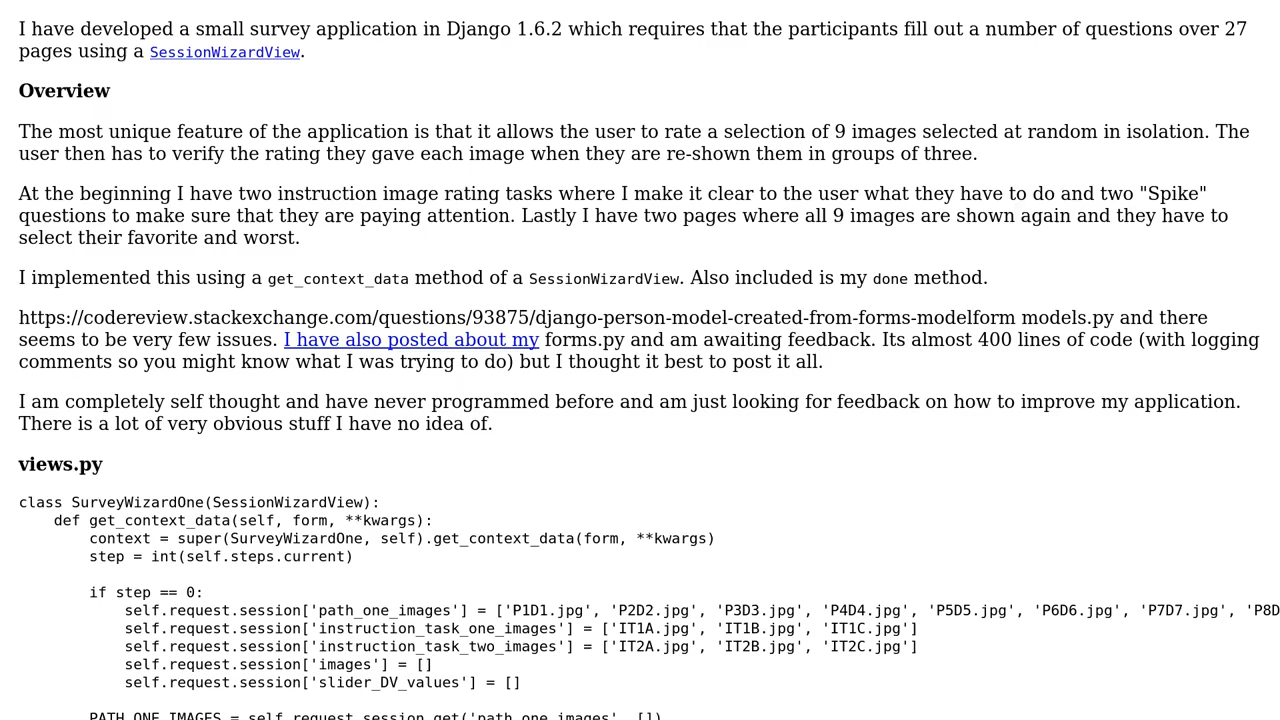 I have developed a small survey application in Django 1.6.2 which requires that the participants fill out a number of questions over 27
pages using a SessionWizardView.
Overview
The most unique feature of the application is that it allows the user to rate a selection of 9 images selected at random in isolation. The
user then has to verify the rating they gave each image when they are re-shown them in groups of three.
At the beginning I have two instruction image rating tasks where I make it clear to the user what they have to do and two "Spike"
questions to make sure that they are paying attention. Lastly I have two pages where all 9 images are shown again and they have to
select their favorite and worst.
I implemented this using a get_context_data method of a SessionWizardView. Also included is my done method.
https://codereview.stackexchange.com/questions/93875/django-person-model-created-from-forms-modelform models.py and there
seems to be very few issues. I have also posted about my forms.py and am awaiting feedback. Its almost 400 lines of code (with logging
comments so you might know what I was trying to do) but I thought it best to post it all.
I am completely self thought and have never programmed before and am just looking for feedback on how to improve my application.
There is a lot of very obvious stuff I have no idea of.
views.py
class SurveyWizardOne(SessionWizardView):
    def get_context_data(self, form, **kwargs):
        context = super(SurveyWizardOne, self).get_context_data(form, **kwargs)
        step = int(self.steps.current)
        if step == 0:
            self.request.session['path_one_images'] = ['P1D1.jpg', 'P2D2.jpg', 'P3D3.jpg', 'P4D4.jpg', 'P5D5.jpg', 'P6D6.jpg', 'P7D7.jpg', 'P8D
            self.request.session['instruction_task_one_images'] = ['IT1A.jpg', 'IT1B.jpg', 'IT1C.jpg']
            self.request.session['instruction_task_two_images'] = ['IT2A.jpg', 'IT2B.jpg', 'IT2C.jpg']
            self.request.session['images'] = []
            self.request.session['slider_DV_values'] = []
        PATH_ONE_IMAGES = self.request.session.get('path_one_images', [])